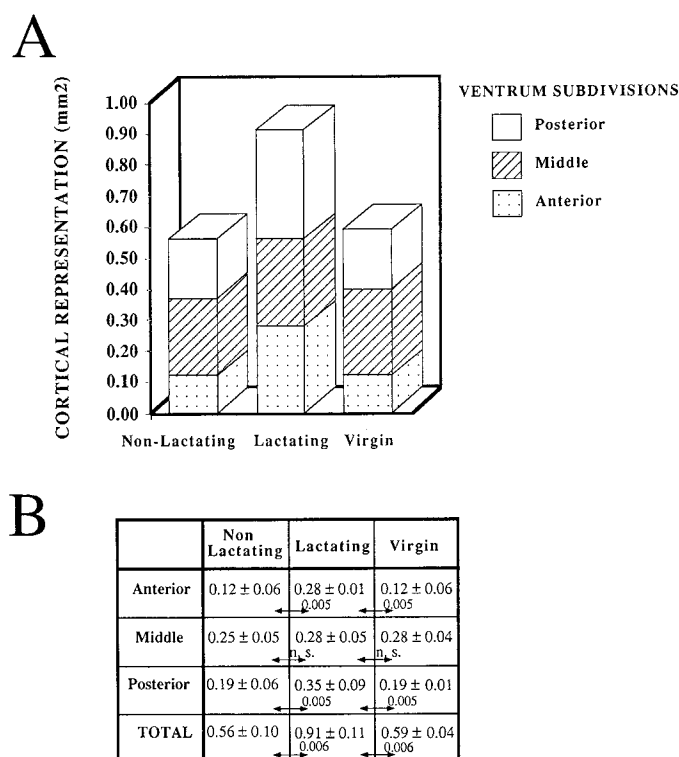 A
CORTICAL REPRESENTATION (mm2)
1.00
0.90
0.80
0.70
0.60
0.50
0.40
0.30
0.20
0.10
0.00
Non-Lactating Lactating Virgin
VENTRUM SUBDIVISIONS
Posterior
Middle
Anterior
B
Non Lactating Lactating Virgin
Anterior 0.12 ± 0.06 0.28 ± 0.01 0.12 ± 0.06
0.005 0.005
Middle 0.25 ± 0.05 0.28 ± 0.05 0.28 ± 0.04
n. s. n. s.
Posterior 0.19 ± 0.06 0.35 ± 0.09 0.19 ± 0.01
0.005 0.005
TOTAL 0.56 ± 0.10 0.91 ± 0.11 0.59 ± 0.04
0.006 0.006